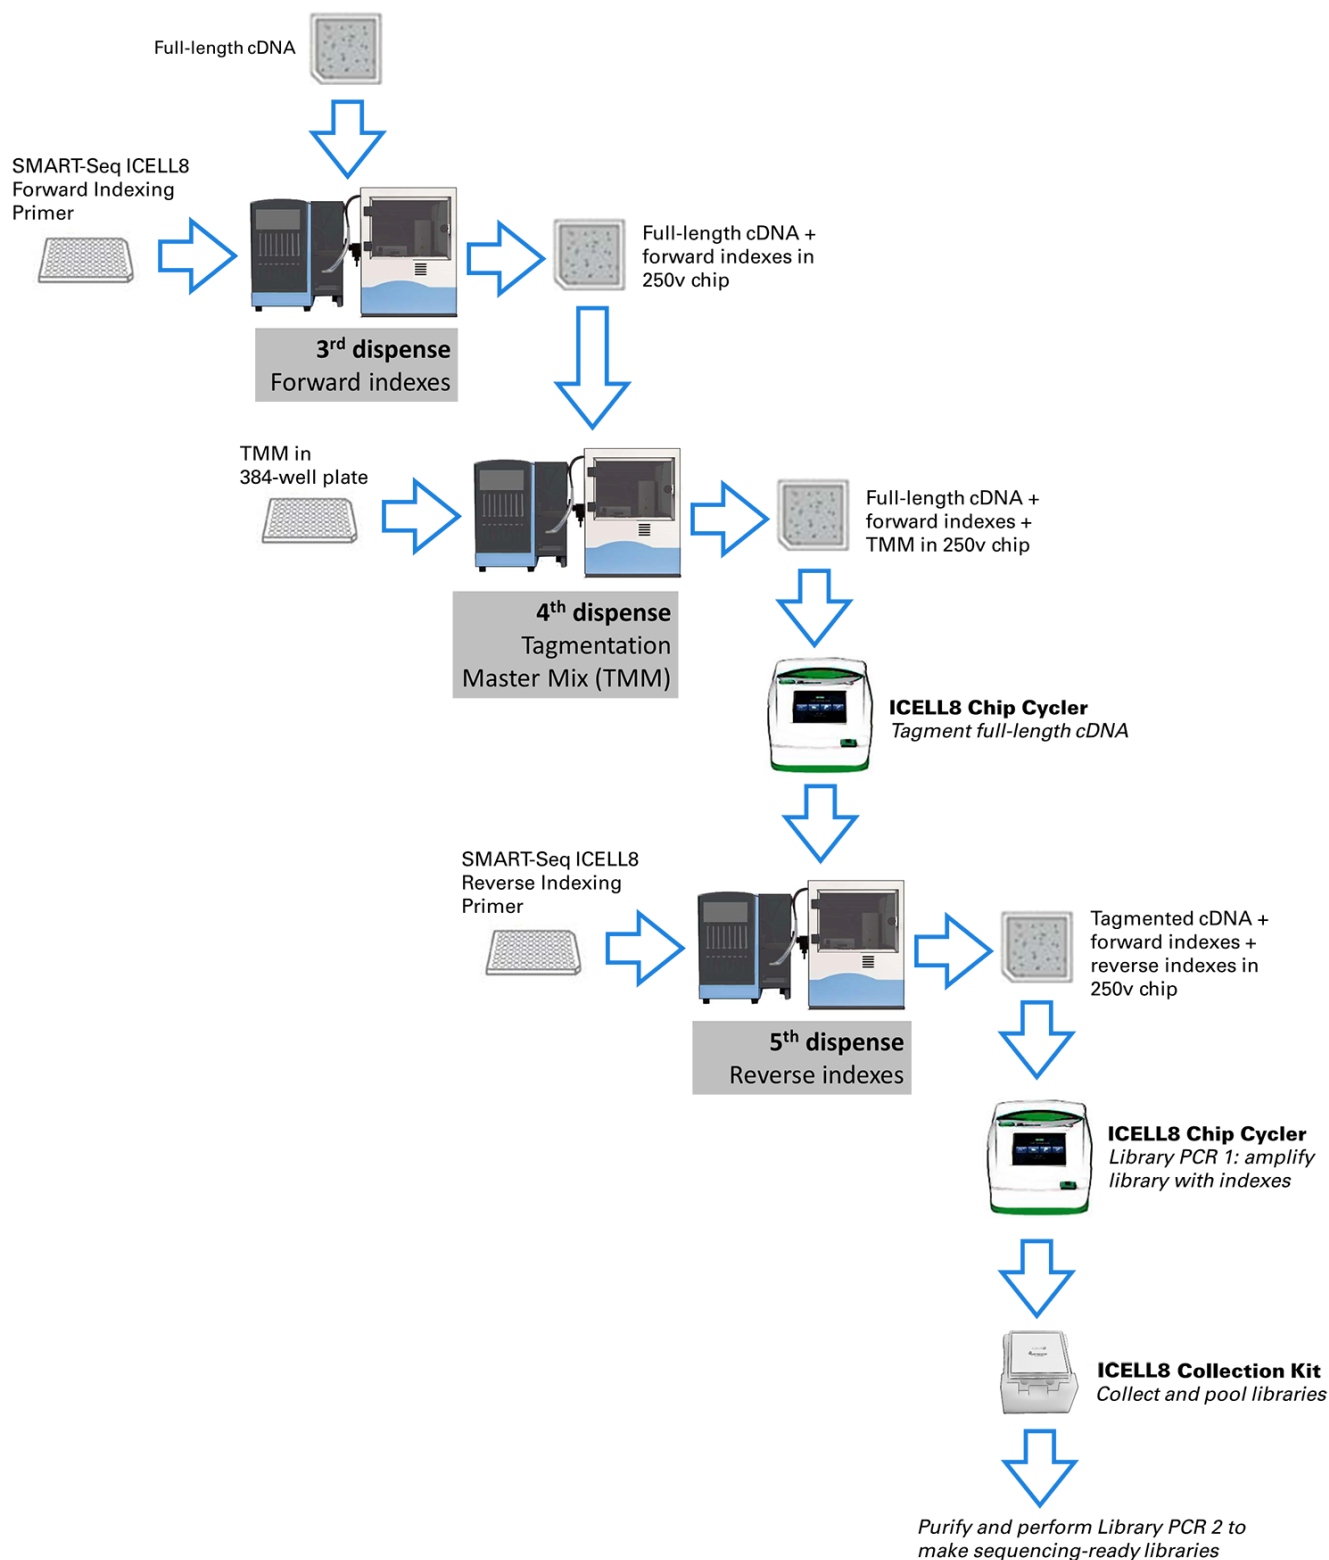 Full-length cDNA
SMART-Seq ICELL8
Forward Indexing
Primer
Full-length cDNA +
forward indexes in
250v chip
3rd dispense
Forward indexes
TMM in
384-well plate
Full-length cDNA +
forward indexes +
TMM in 250v chip
4th dispense
Tagmentation
Master Mix (TMM)
ICELL8 Chip Cycler
Tagment full-length cDNA
SMART-Seq ICELL8
Reverse Indexing
Primer
Tagmented cDNA +
forward indexes +
reverse indexes in
250v chip
5th dispense
Reverse indexes
ICELL8 Chip Cycler
Library PCR 1: amplify
library with indexes
ICELL8 Collection Kit
Collect and pool libraries
Purify and perform Library PCR 2 to
make sequencing-ready libraries